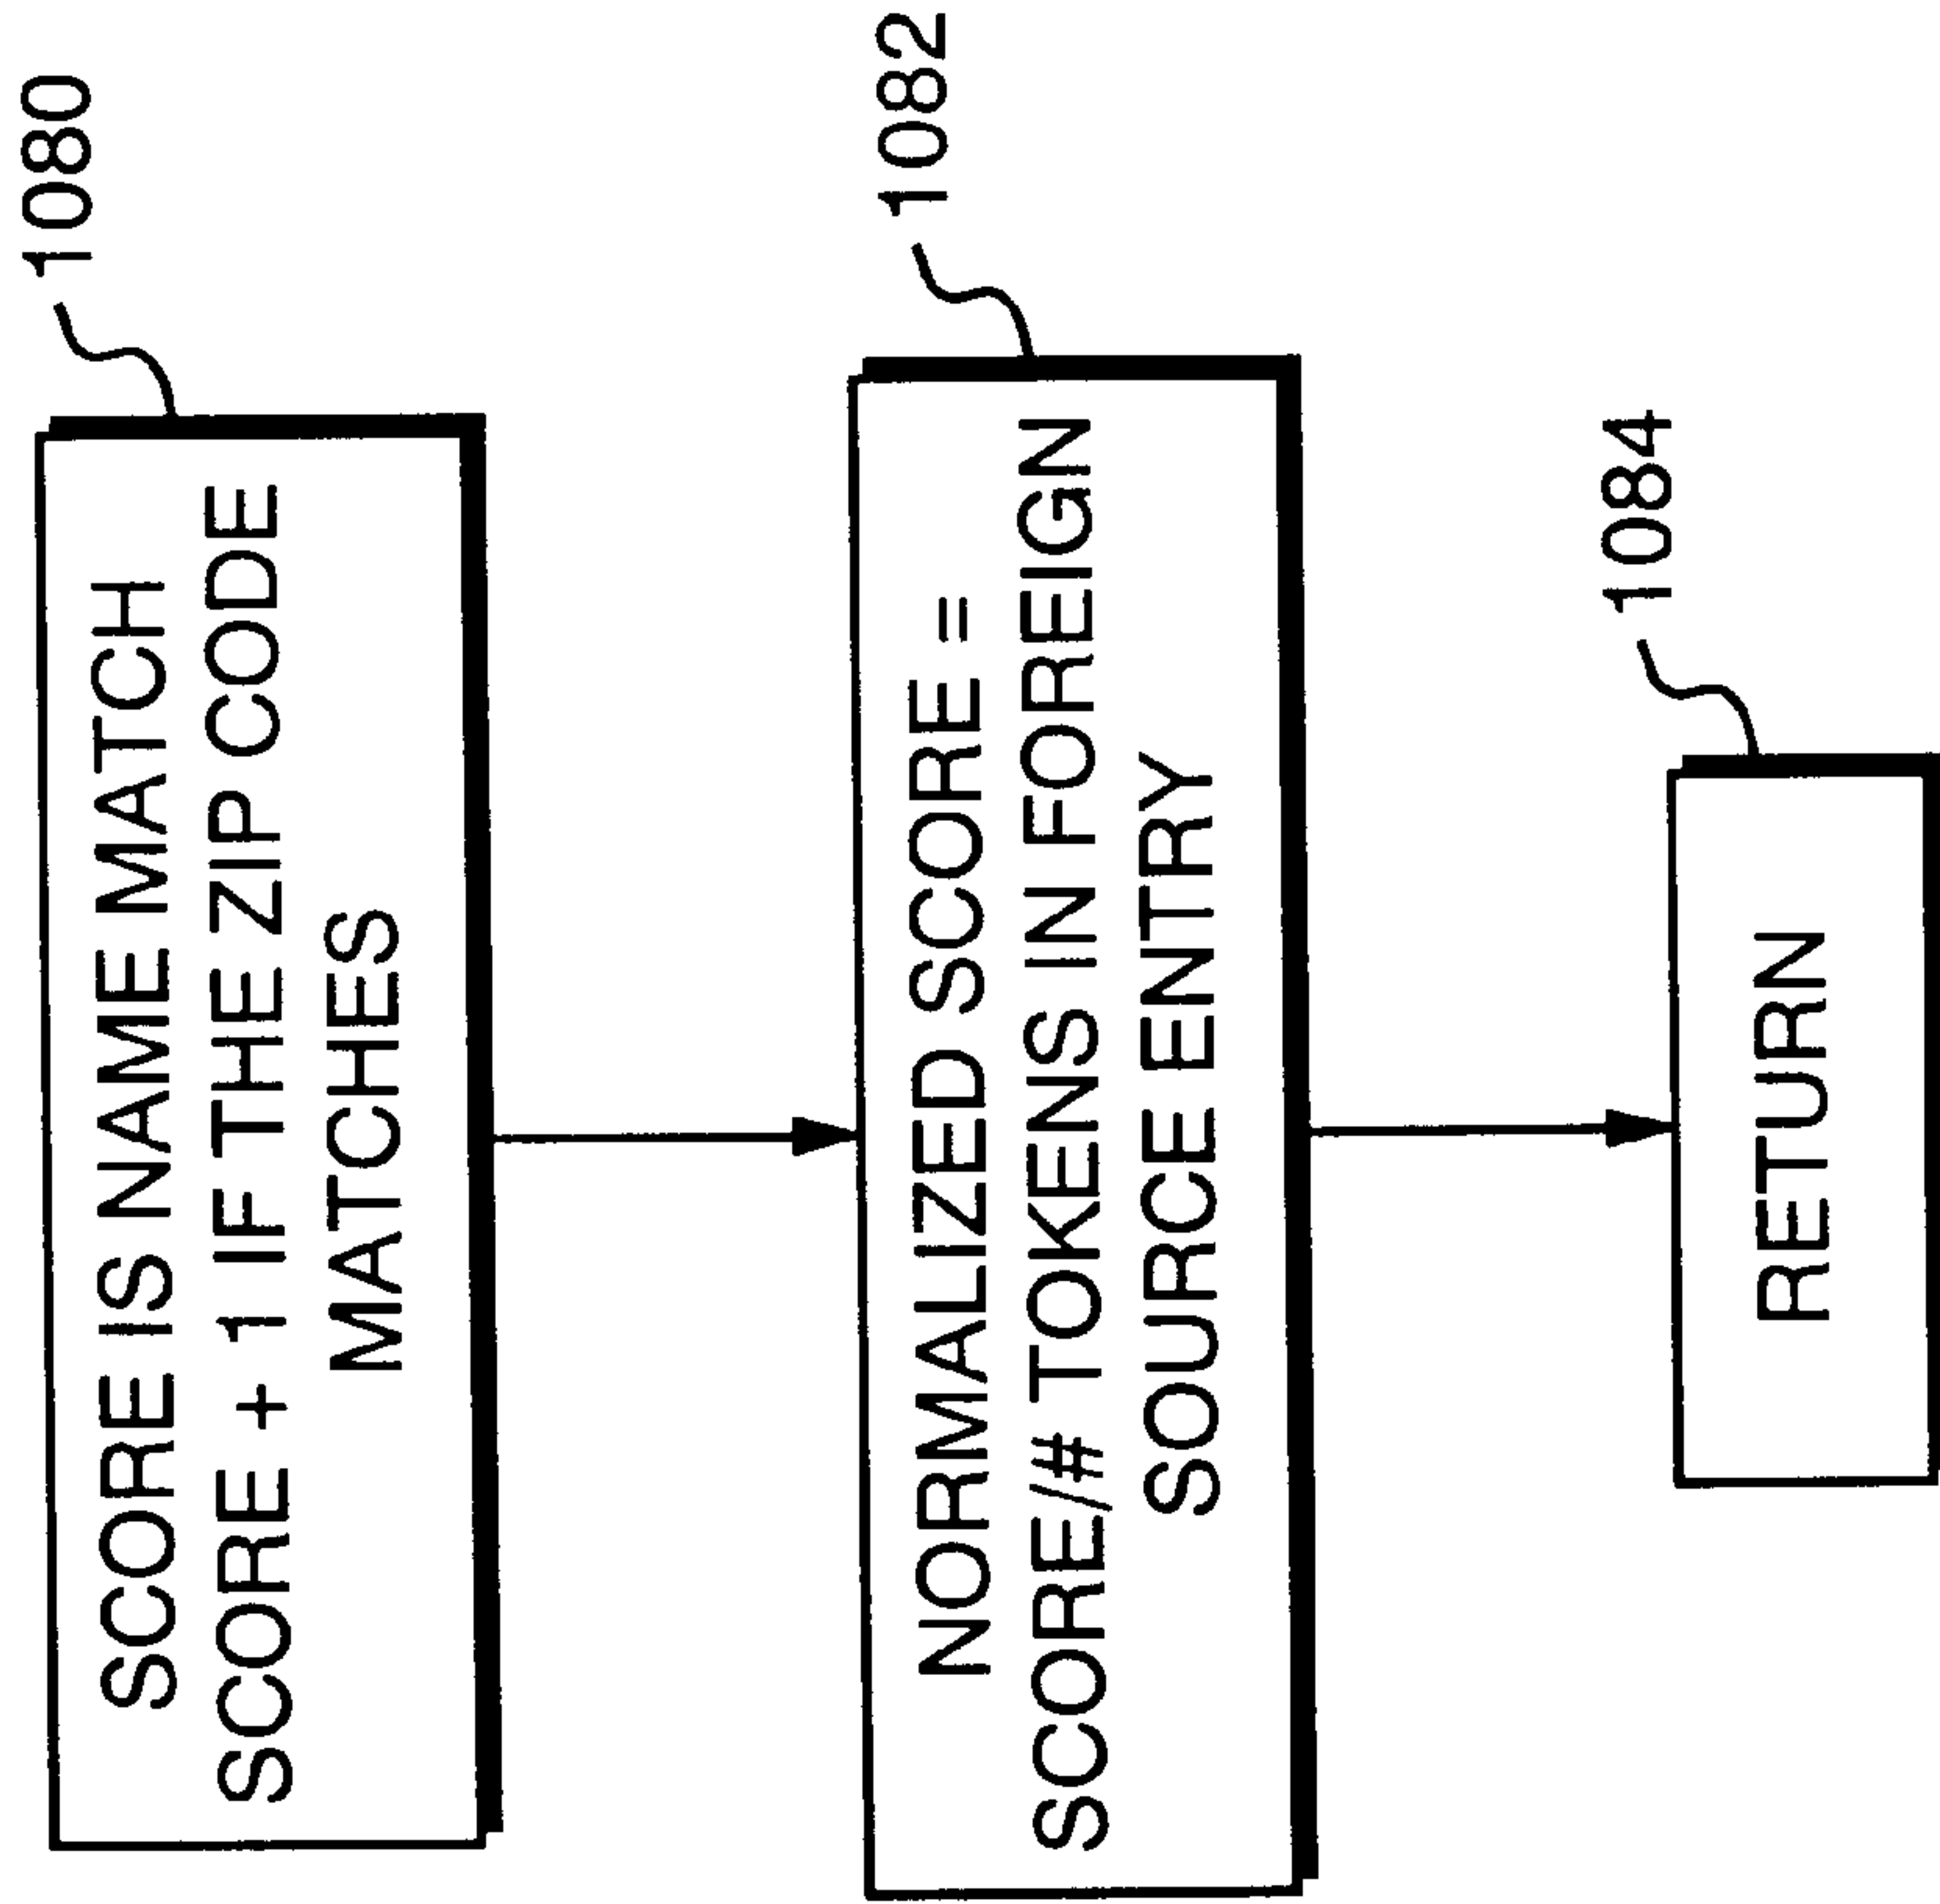 SCORE IS NAME MATCH
SCORE + 1 IF THE ZIP CODE
MATCHES
1080
NORMALIZED SCORE =
SCORE/# TOKENS IN FOREIGN
SOURCE ENTRY
1082
RETURN
1084